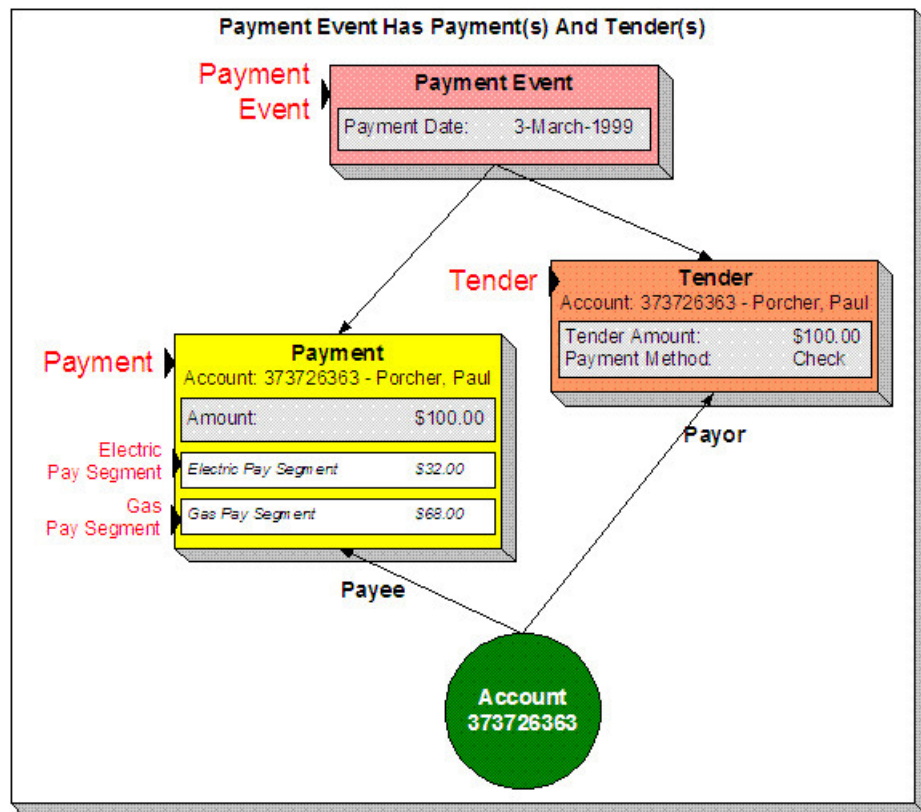 Payment Event Has Payment(s) And Tender(s)
Payment
Event
Payment Event
Payment Date: 3-March-1999
Tender
Tender
Account: 373726363 - Porcher, Paul
Tender Amount: $100.00
Payment Method: Check
Payment
Payment
Account: 373726363 - Porcher, Paul
Amount: $100.00
Electric
Pay Segment
Electric Pay Segment $32.00
Gas
Pay Segment
Gas Pay Segment $68.00
Payor
Payee
Account
373726363